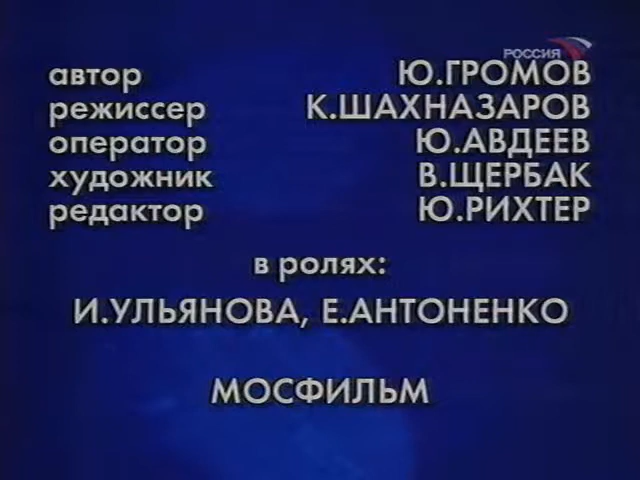 РОССИЯ
автор Ю.ГРОМОВ
режиссер К.ШАХНАЗАРОВ
оператор Ю.АВДЕЕВ
художник В.ЩЕРБАК
редактор Ю.РИХТЕР
в ролях:
И.УЛЬЯНОВА, Е.АНТОНЕНКО
МОСФИЛЬМ